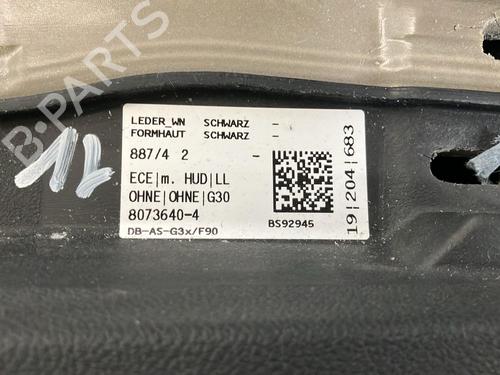 B-PARTS
12
LEDER_WN SCHWARZ –
FORMHAUT SCHWARZ –
887/4 2 –
ECE|m. HUD|LL
OHNE|OHNE|G30
8073640-4
DB-AS-G3x/F90
BS92945
19|204|683